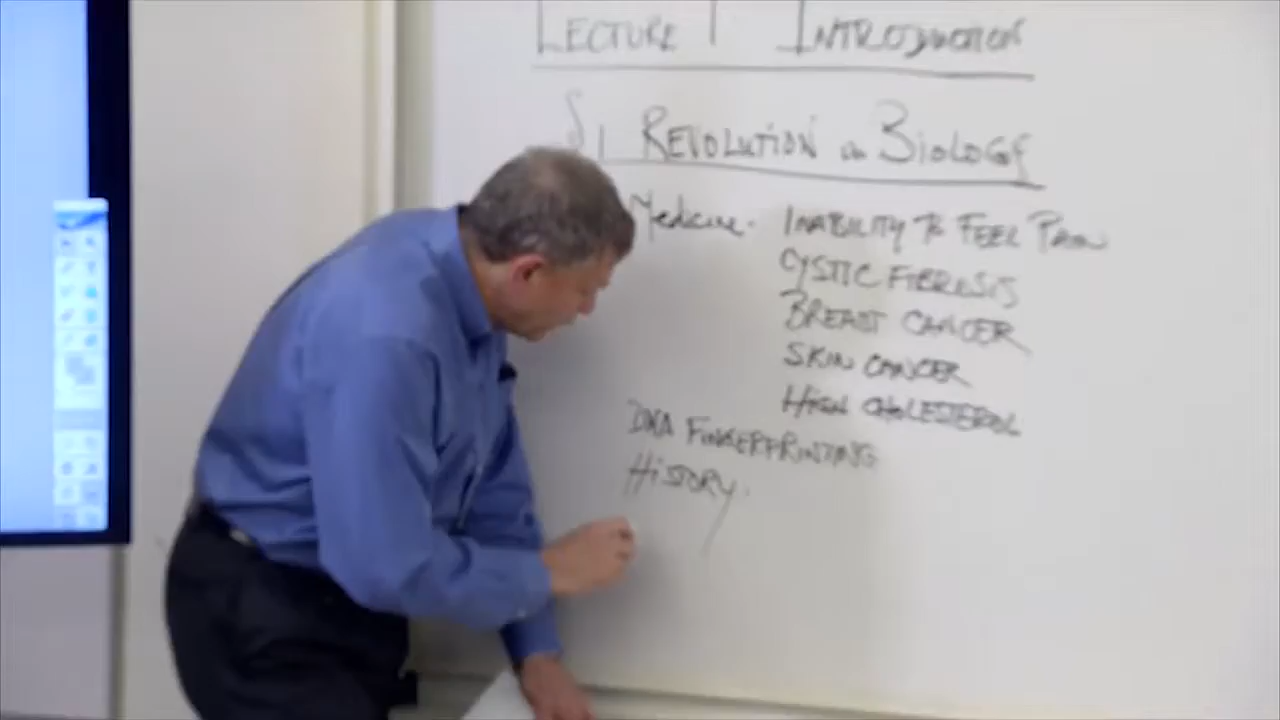 LECTURE 1 INTRODUCTION
§1 REVOLUTION in BIOLOGY
Medicine. INABILITY TO FEEL PAIN
CYSTIC FIBROSIS
BREAST CANCER
SKIN CANCER
HIGH CHOLESTEROL
DNA FINGERPRINTING
HISTORY.